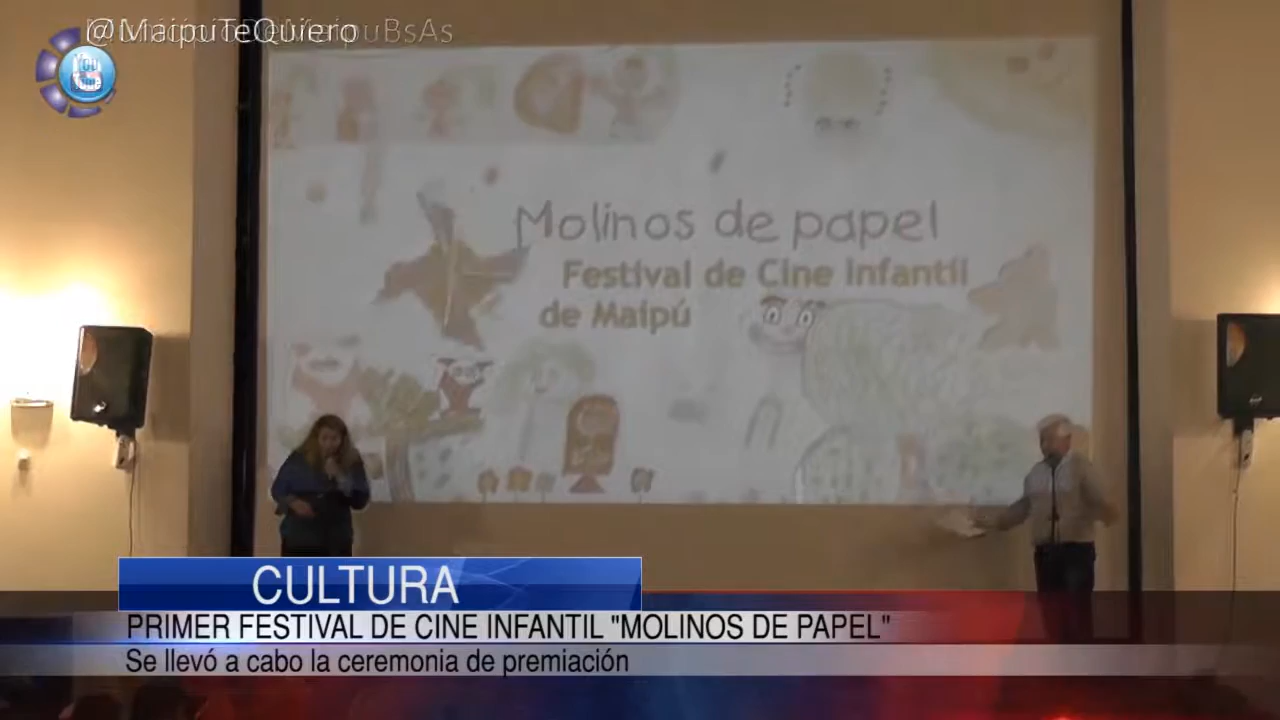 @MaipuTeQuiero
Molinos de papel
Festival de Cine Infantil
de Maipú
CULTURA
PRIMER FESTIVAL DE CINE INFANTIL "MOLINOS DE PAPEL"
Se llevó a cabo la ceremonia de premiación